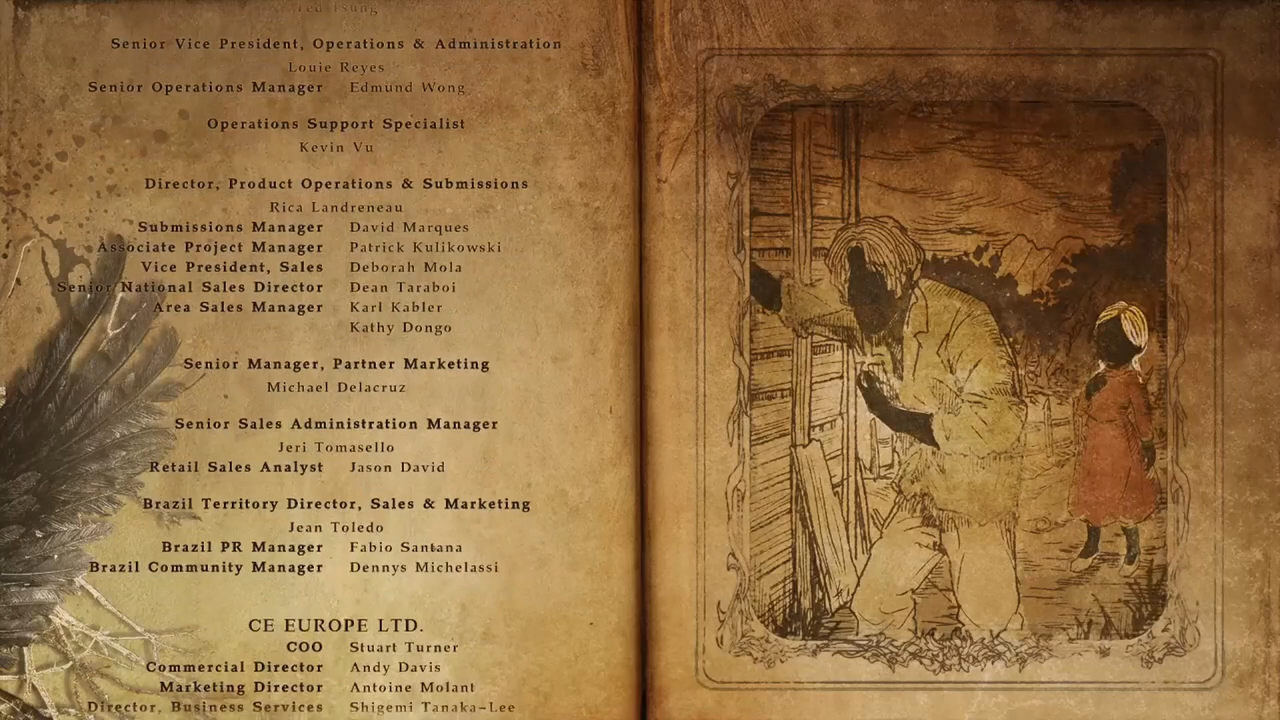 Senior Vice President, Operations & Administration
Louie Reyes
Senior Operations Manager Edmund Wong
Operations Support Specialist
Kevin Vu
Director, Product Operations & Submissions
Rica Landreneau
Submissions Manager David Marques
Associate Project Manager Patrick Kulikowski
Vice President, Sales Deborah Mola
Senior National Sales Director Dean Taraboi
Area Sales Manager Karl Kabler
Kathy Dongo
Senior Manager, Partner Marketing
Michael Delacruz
Senior Sales Administration Manager
Jeri Tomasello
Retail Sales Analyst Jason David
Brazil Territory Director, Sales & Marketing
Jean Toledo
Brazil PR Manager Fabio Santana
Brazil Community Manager Dennys Michelassi
CE EUROPE LTD.
COO Stuart Turner
Commercial Director Andy Davis
Marketing Director Antoine Molant
Director, Business Services Shigemi Tanaka-Lee